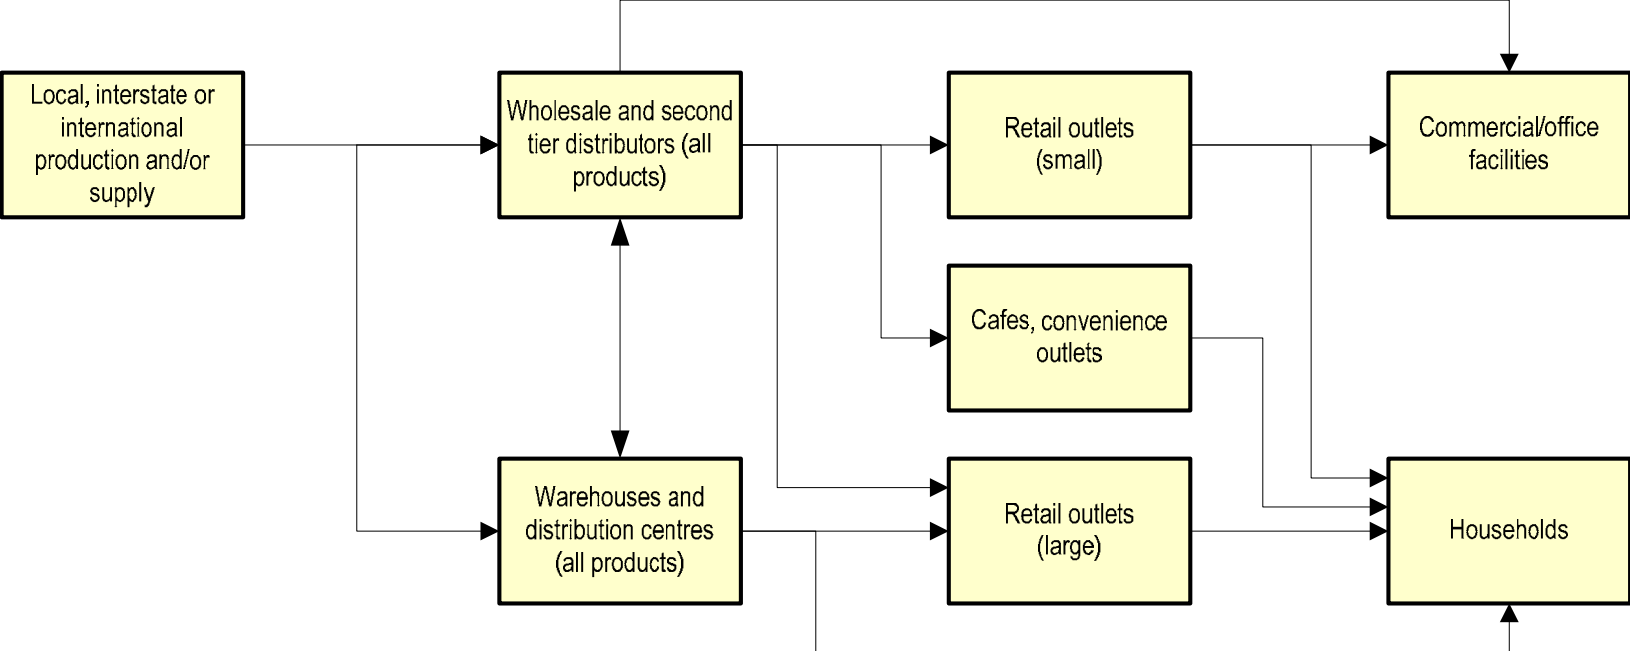 Local, interstate or
international
production and/or
supply
Wholesale and second
tier distributors (all
products)
Retail outlets
(small)
Commercial/office
facilities
Cafes, convenience
outlets
Warehouses and
distribution centres
(all products)
Retail outlets
(large)
Households